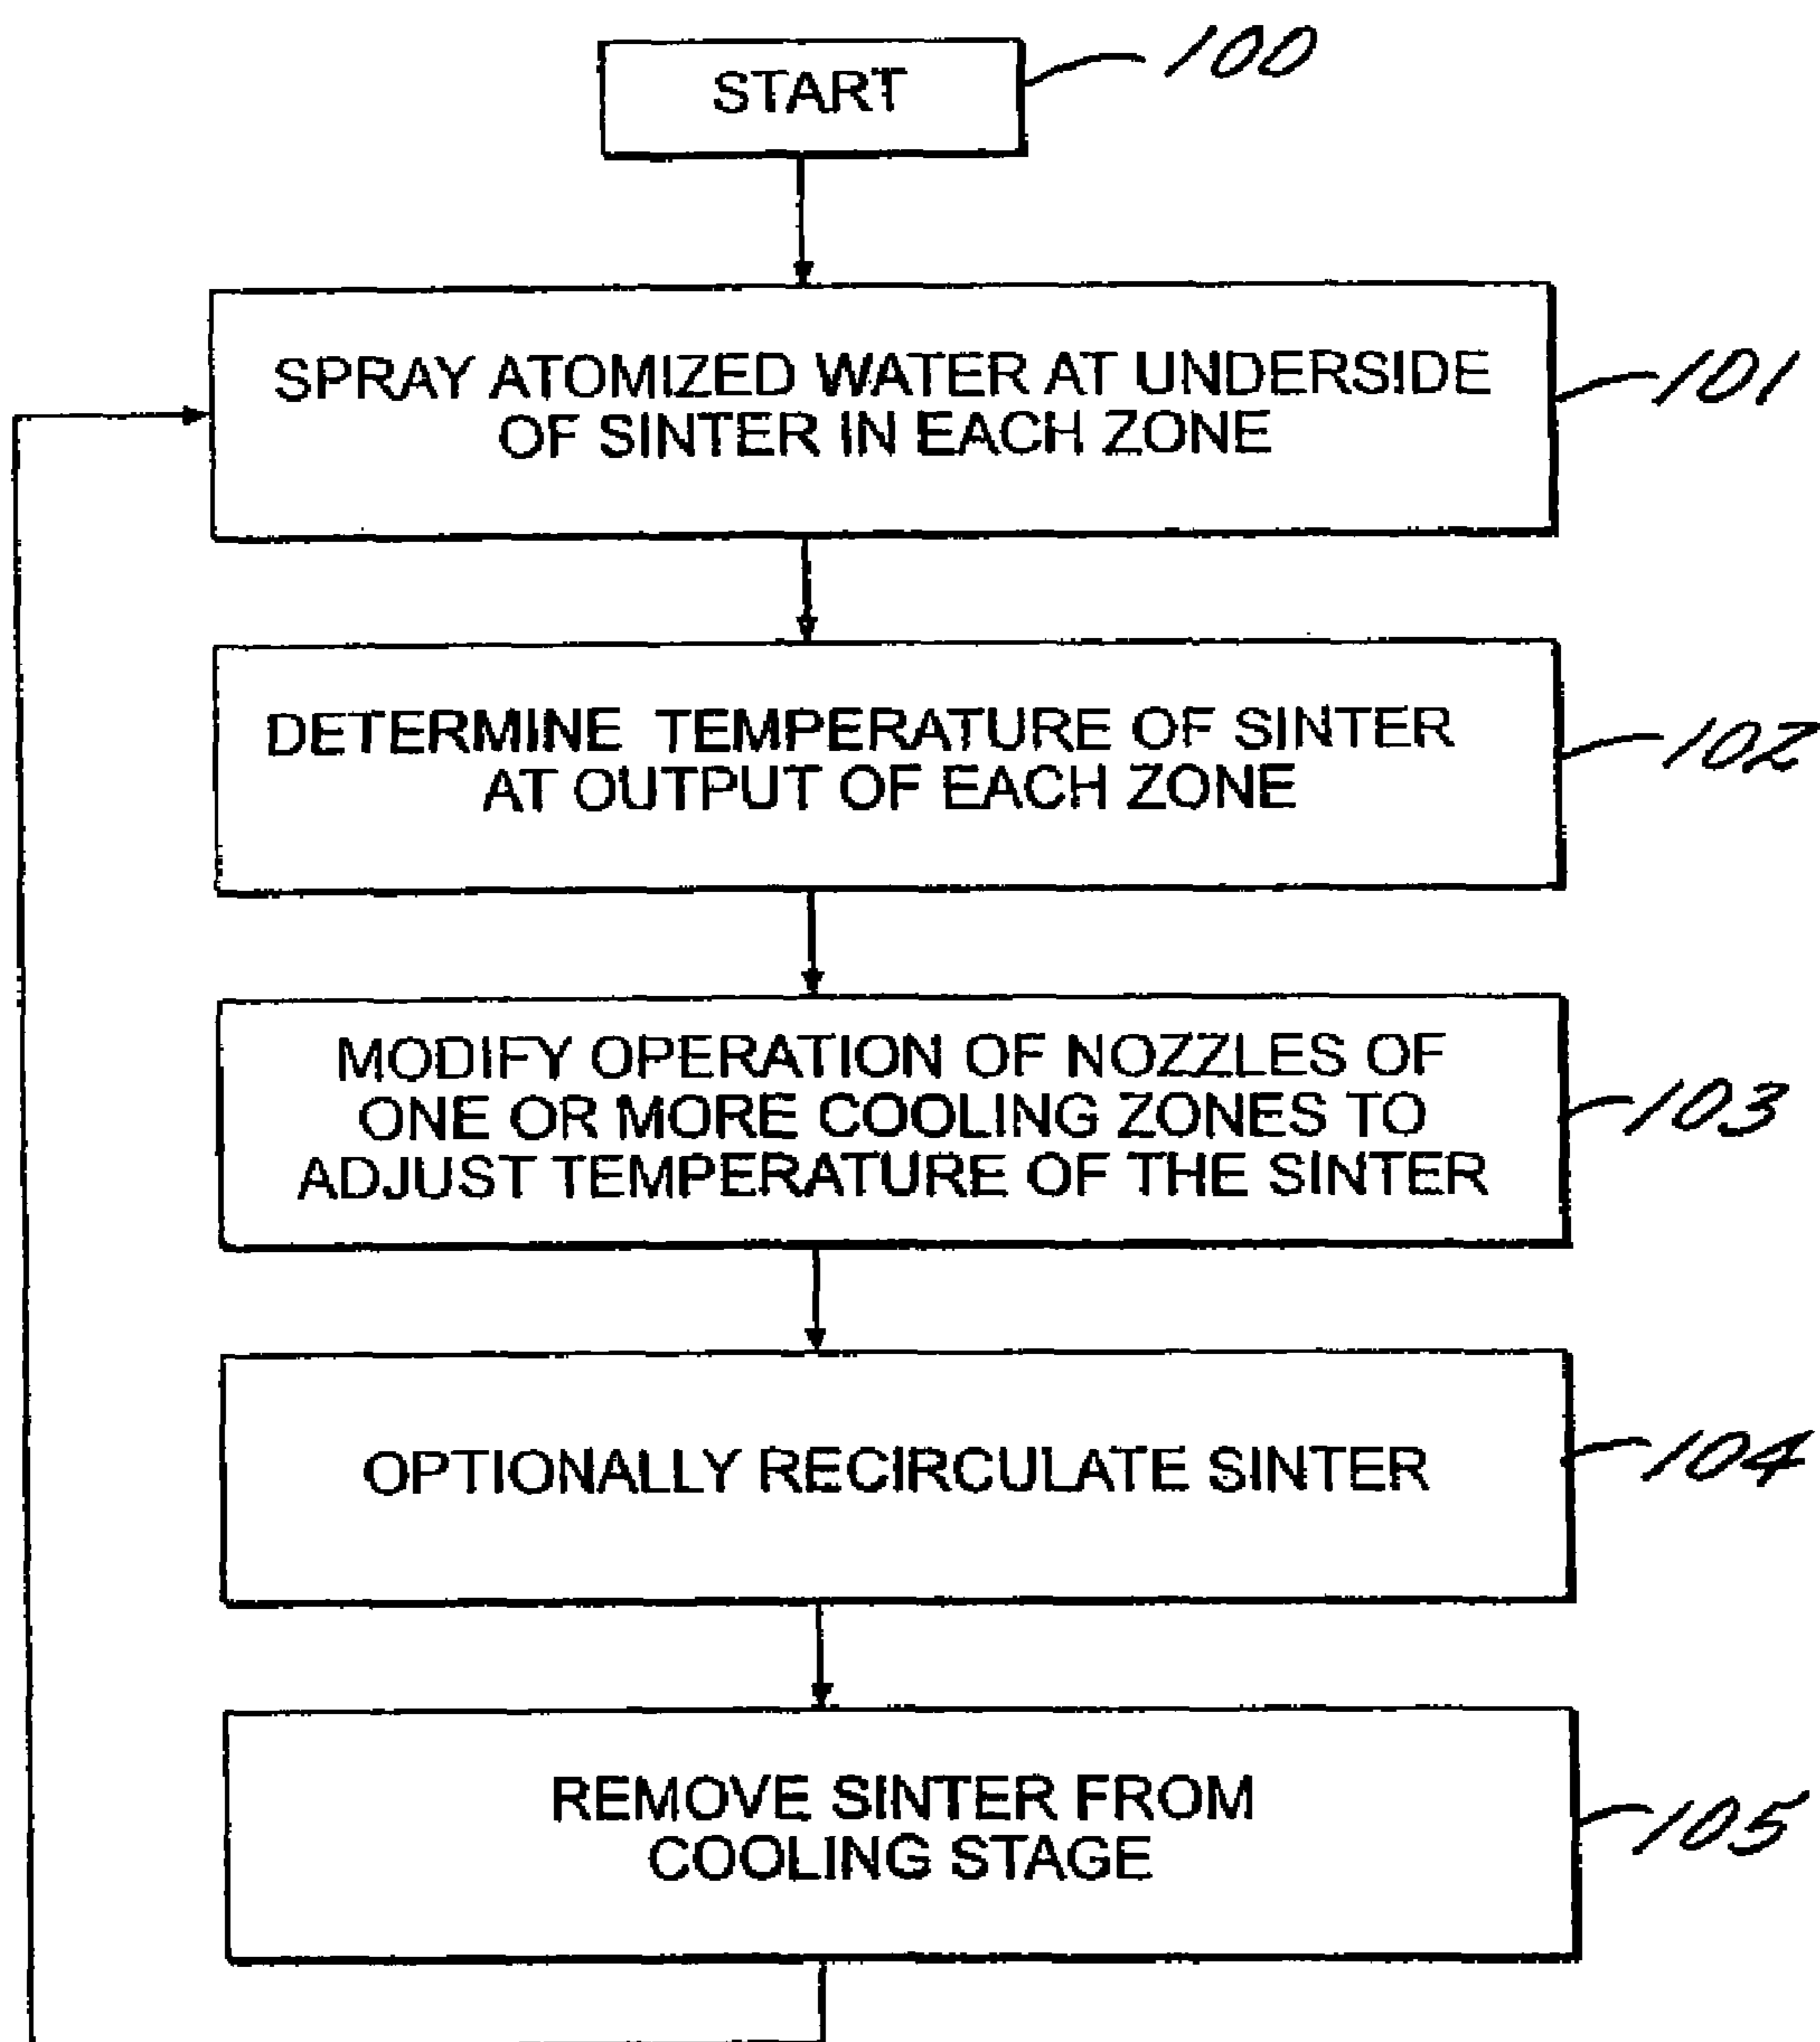 START
100
SPRAY ATOMIZED WATER AT UNDERSIDE
OF SINTER IN EACH ZONE
101
DETERMINE TEMPERATURE OF SINTER
AT OUTPUT OF EACH ZONE
102
MODIFY OPERATION OF NOZZLES OF
ONE OR MORE COOLING ZONES TO
ADJUST TEMPERATURE OF THE SINTER
103
OPTIONALLY RECIRCULATE SINTER
104
REMOVE SINTER FROM
COOLING STAGE
105